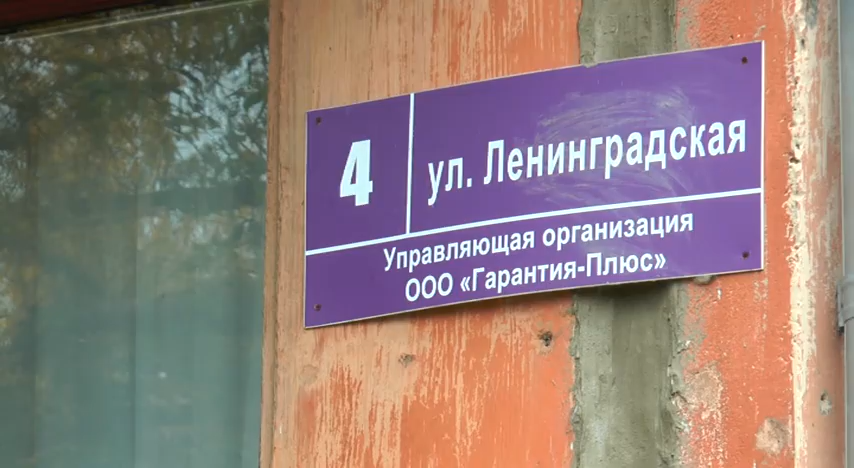 4
ул. Ленинградская
Управляющая организация
ООО «Гарантия-Плюс»